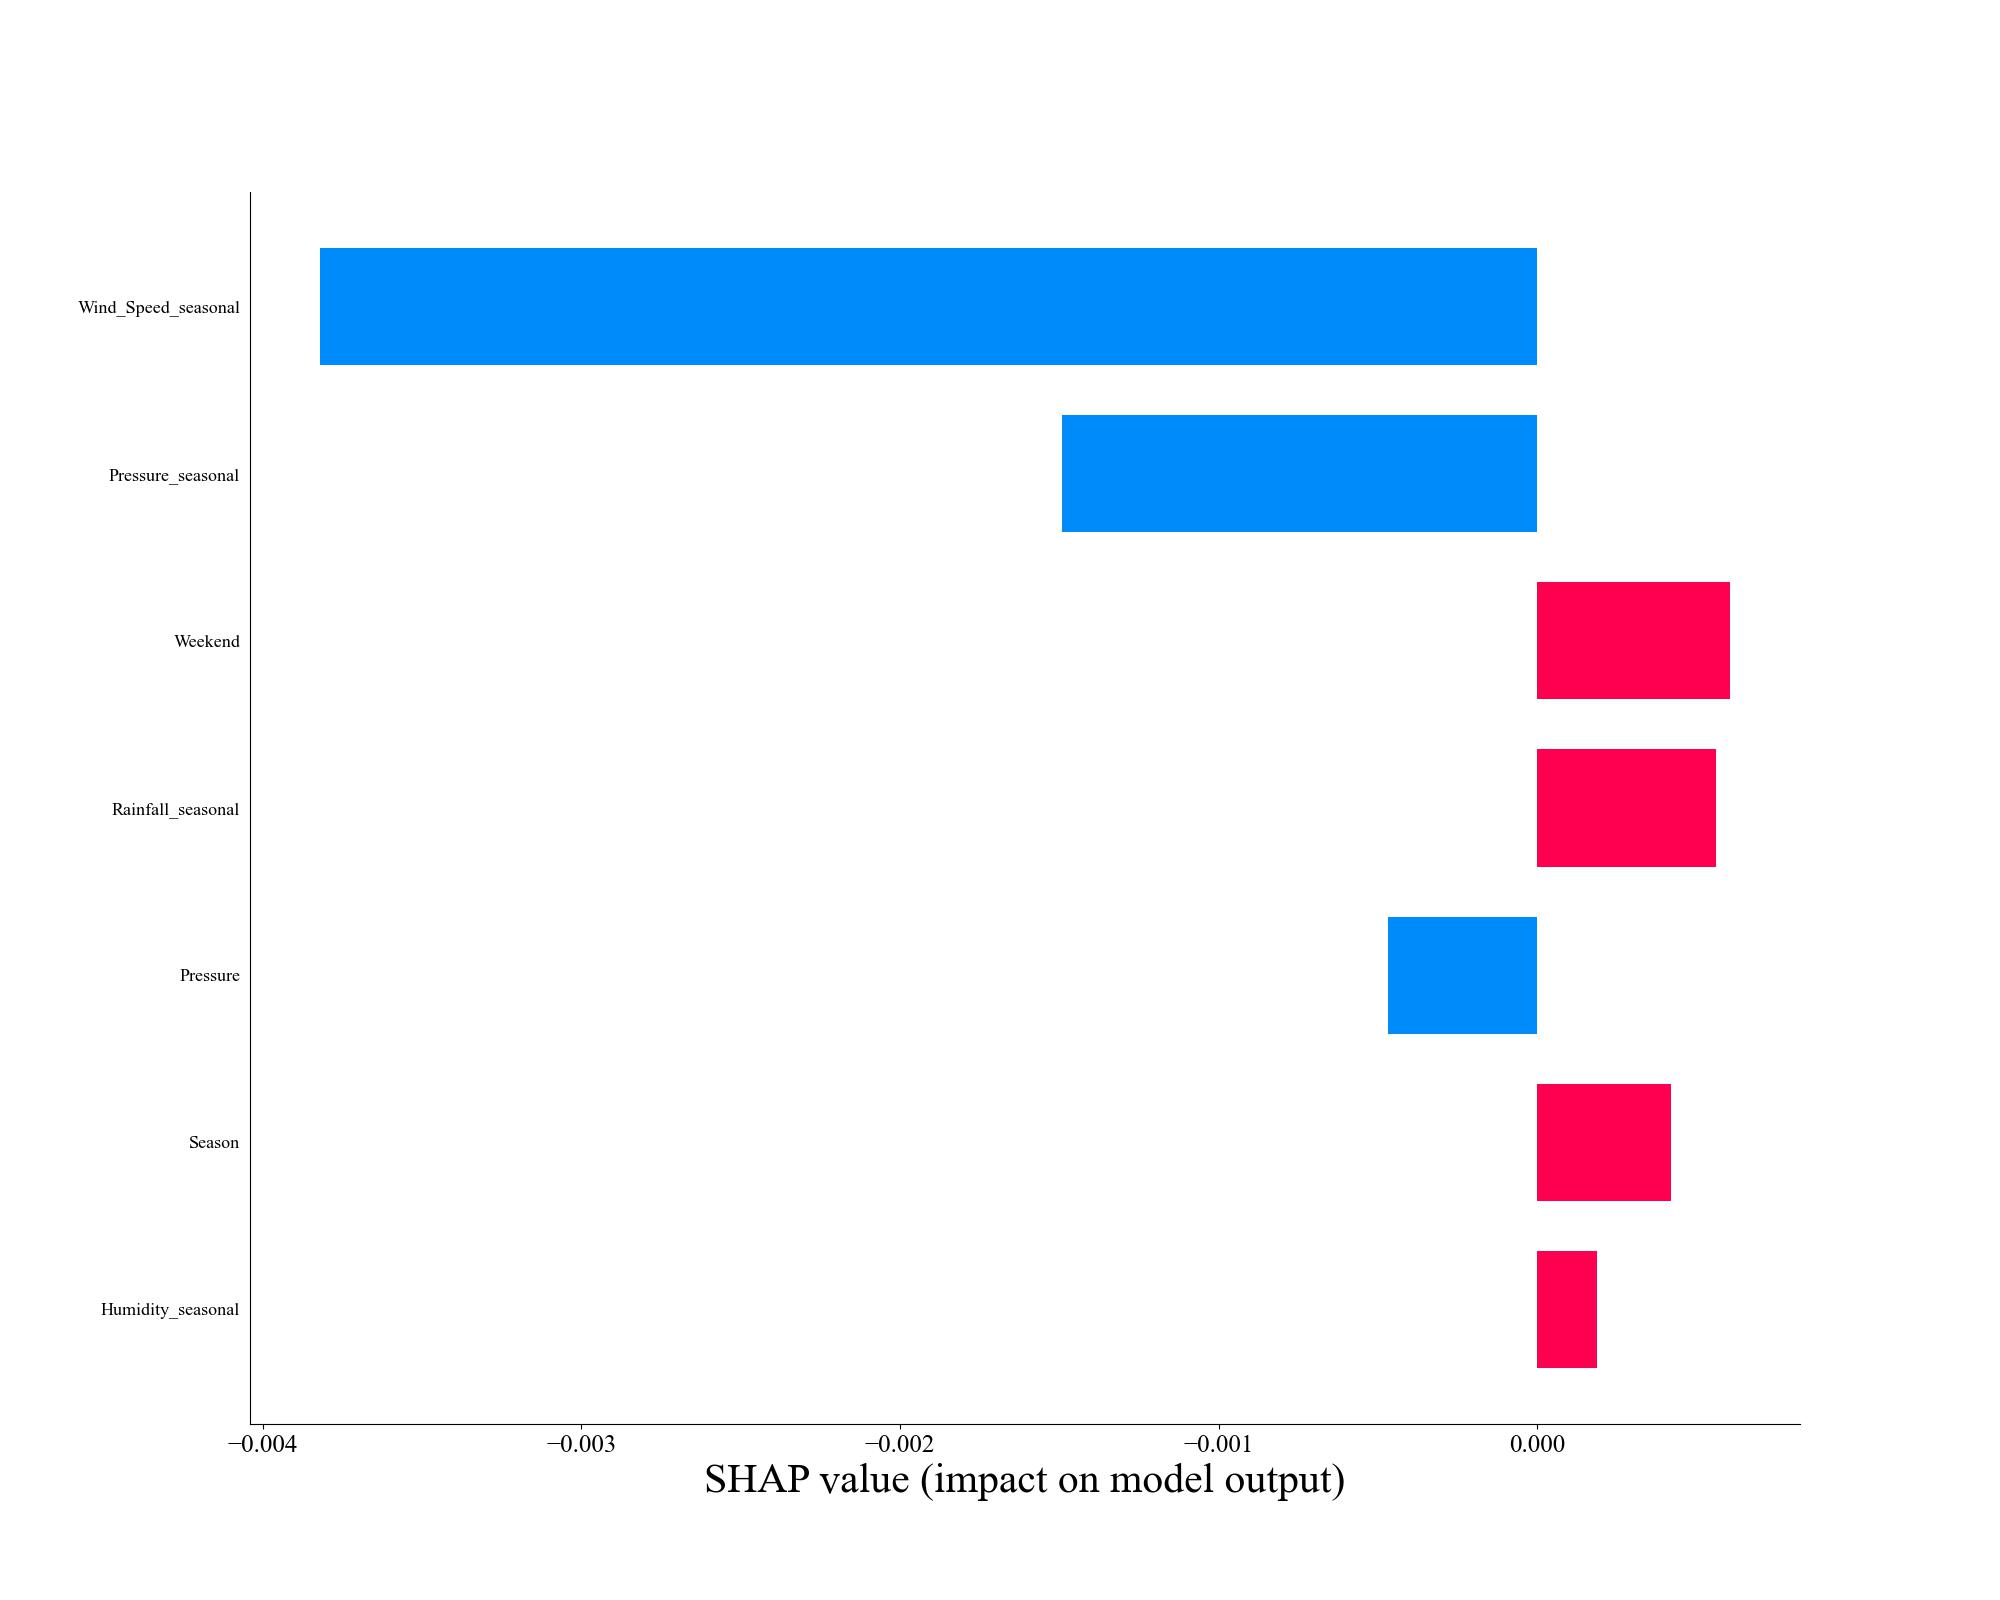 Wind_Speed_seasonal
Pressure_seasonal
Weekend
Rainfall_seasonal
Pressure
Season
Humidity_seasonal
−0.004 −0.003 −0.002 −0.001 0.000
SHAP value (impact on model output)